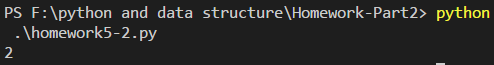 PS F:\python and data structure\Homework-Part2> python
.\homework5-2.py
2